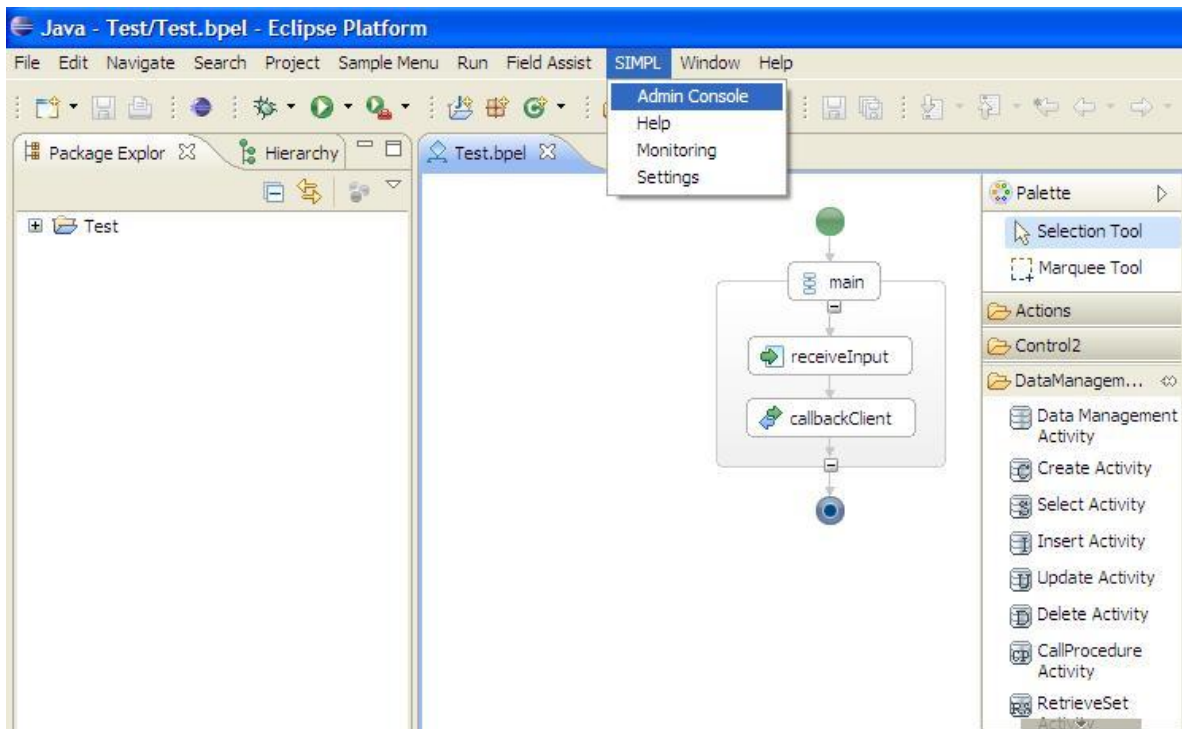 Java - Test/Test.bpel - Eclipse Platform
File Edit Navigate Search Project Sample Menu Run Field Assist SIMPL Window Help
Admin Console
Help
Monitoring
Settings
Package Explor
Hierarchy
Test.bpel
Test
main
receiveInput
callbackClient
Palette
Selection Tool
Marquee Tool
Actions
Control2
DataManagem...
Data Management
Activity
Create Activity
Select Activity
Insert Activity
Update Activity
Delete Activity
CallProcedure
Activity
RetrieveSet
Activity